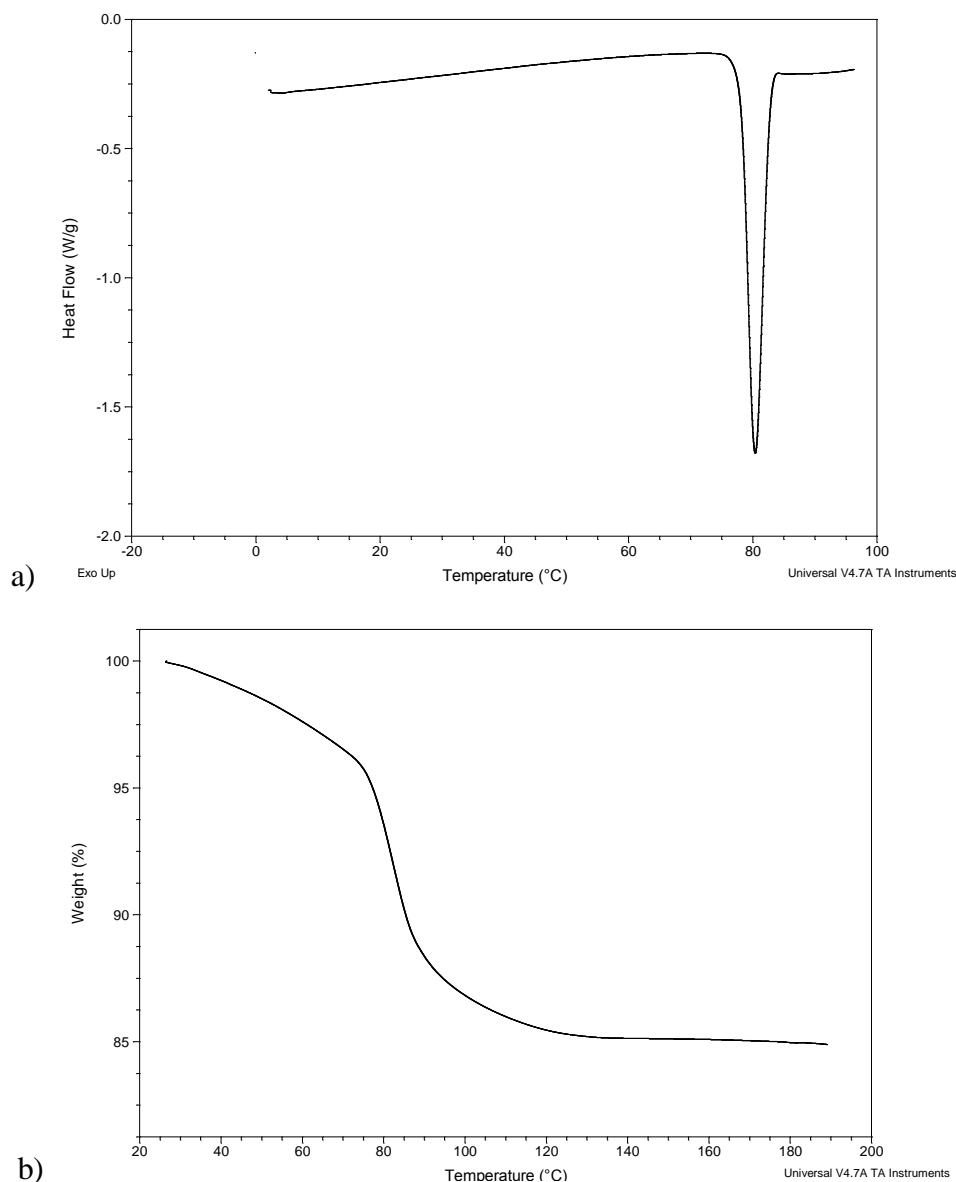 0.0
-0.5
-1.0
-1.5
-2.0
Heat Flow (W/g)
-20 0 20 40 60 80 100
a) Exo Up Temperature (°C) Universal V4.7A TA Instruments
100
95
90
85
Weight (%)
20 40 60 80 100 120 140 160 180 200
b) Temperature (°C) Universal V4.7A TA Instruments